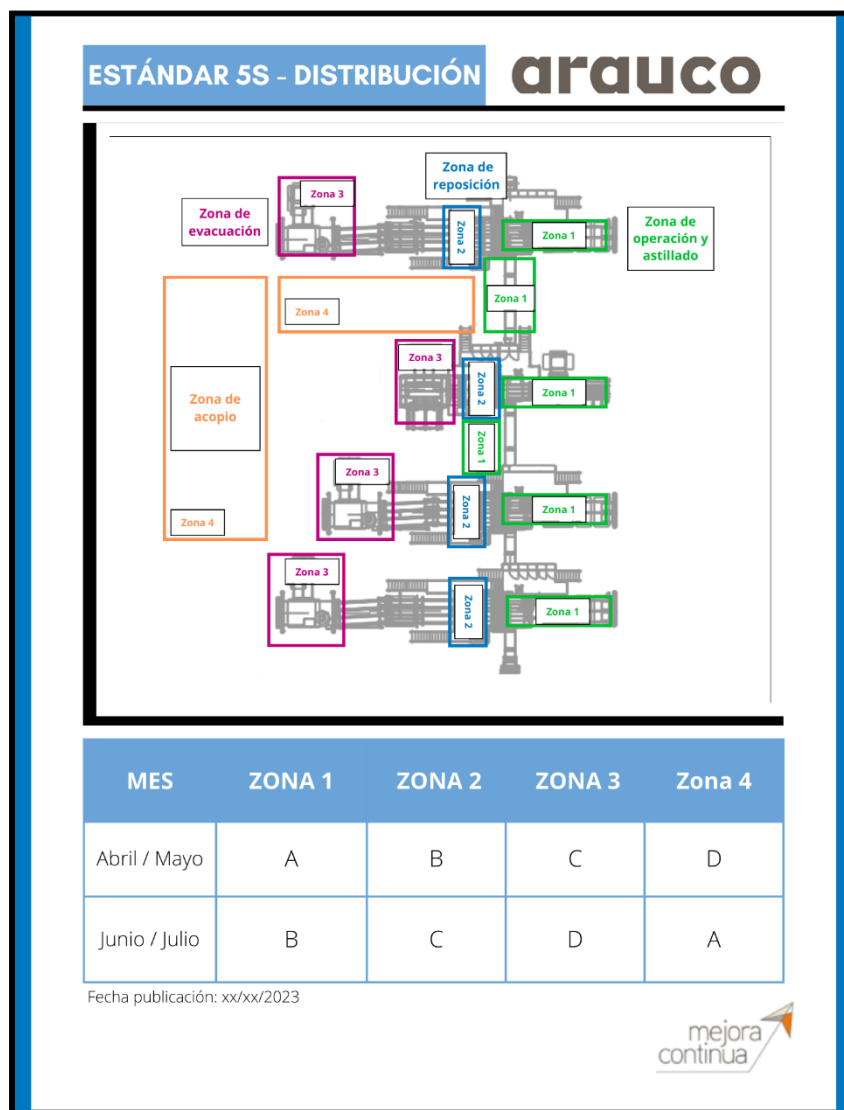 ESTÁNDAR 5S - DISTRIBUCIÓN
arauco
Zona de
reposición
Zona 3
Zona de
evacuación
Zona 2
Zona 1
Zona de
operación y
astillado
Zona 4
Zona 1
Zona 3
Zona 2
Zona 1
Zona de
acopio
Zona 1
Zona 3
Zona 2
Zona 1
Zona 4
Zona 3
Zona 2
Zona 1
MES ZONA 1 ZONA 2 ZONA 3 Zona 4
Abril / Mayo A B C D
Junio / Julio B C D A
Fecha publicación: xx/xx/2023
mejora
continua